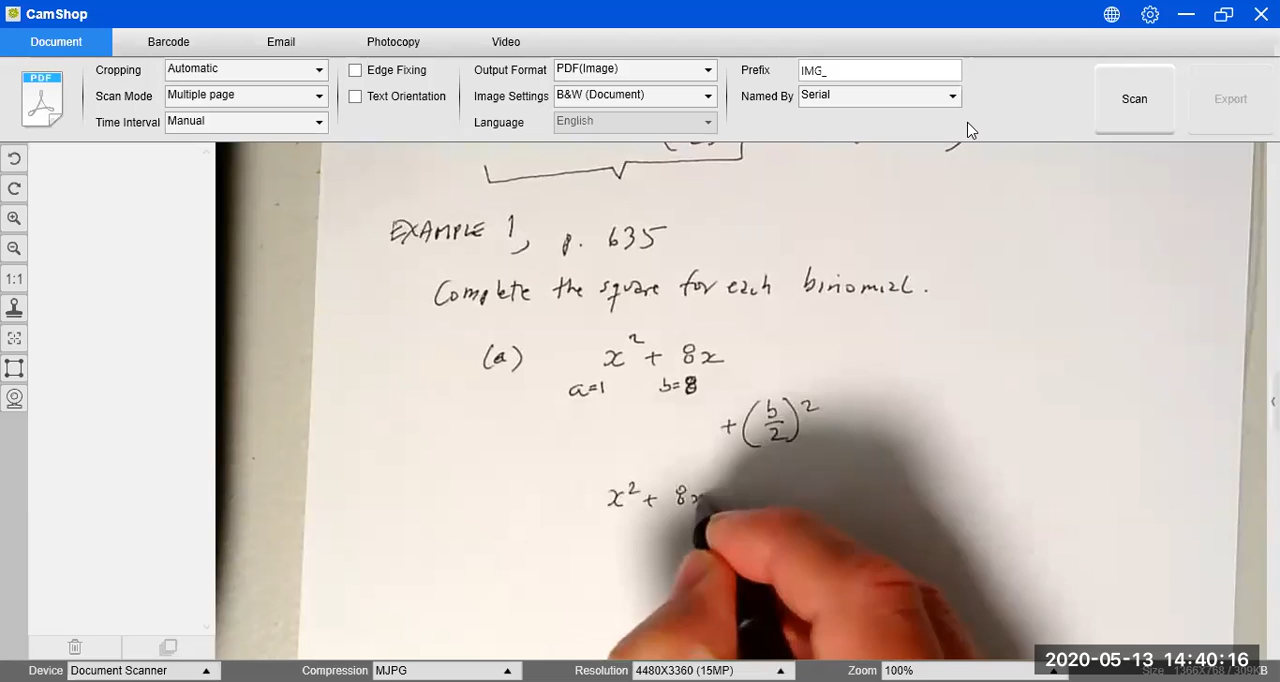 CamShop
Document Barcode Email Photocopy Video
PDF
Cropping Automatic Edge Fixing Output Format PDF(Image) Prefix IMG_
Scan Mode Multiple page Text Orientation Image Settings B&W (Document) Named By Serial Scan Export
Time Interval Manual Language English
1:1
EXAMPLE 1, p. 635
Complete the square for each binomial.
(a) x² + 8x
a=1 b=8
+ (b/2)²
x² + 8x
2020-05-13 14:40:16
Device Document Scanner Compression MJPG Resolution 4480X3360 (15MP) Zoom 100% Size